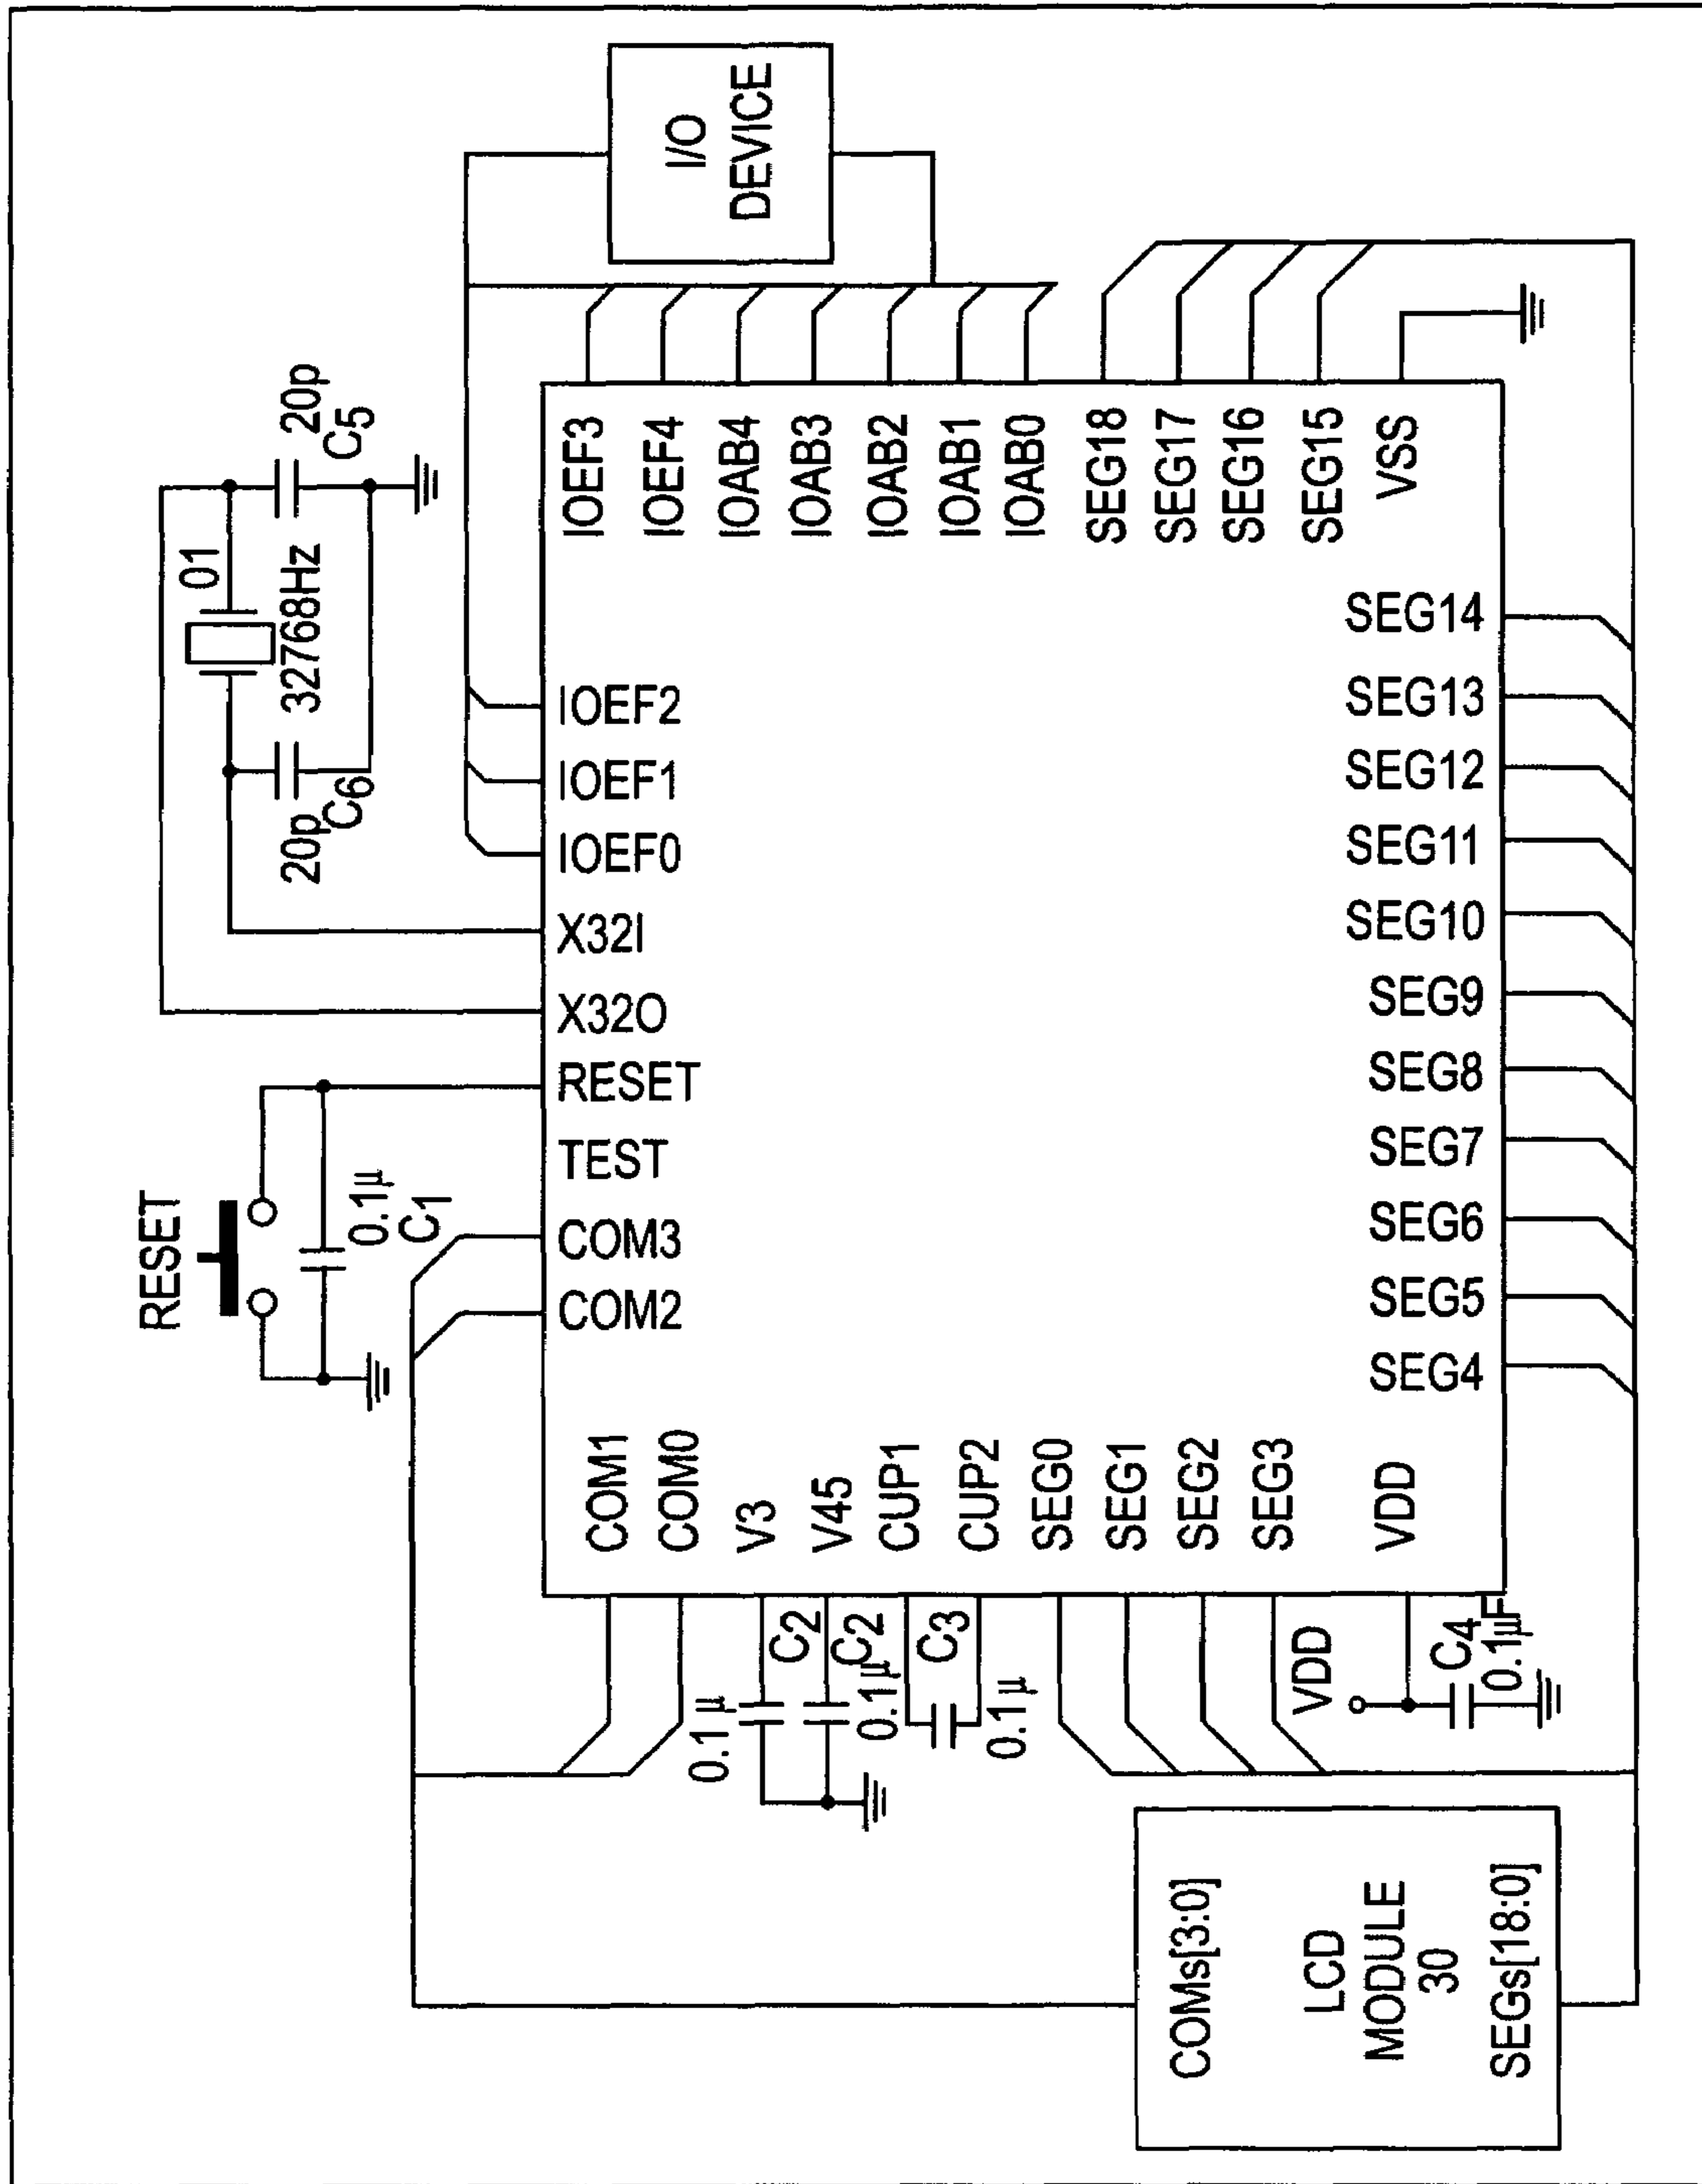 RESET
0.1µ
C1
01
32768Hz
20p
C5
20p
C6
I/O
DEVICE
COM2
COM3
TEST
RESET
X32O
X32I
IOEF0
IOEF1
IOEF2
IOEF3
IOEF4
IOAB4
IOAB3
IOAB2
IOAB1
IOAB0
SEG18
SEG17
SEG16
SEG15
VSS
COM1
COM0
V3
V45
CUP1
CUP2
SEG0
SEG1
SEG2
SEG3
VDD
SEG4
SEG5
SEG6
SEG7
SEG8
SEG9
SEG10
SEG11
SEG12
SEG13
SEG14
0.1µ
C2
C2
0.1µ
C3
0.1µ
VDD
C4
0.1µF
COMs[3:0]
LCD
MODULE
30
SEGs[18:0]